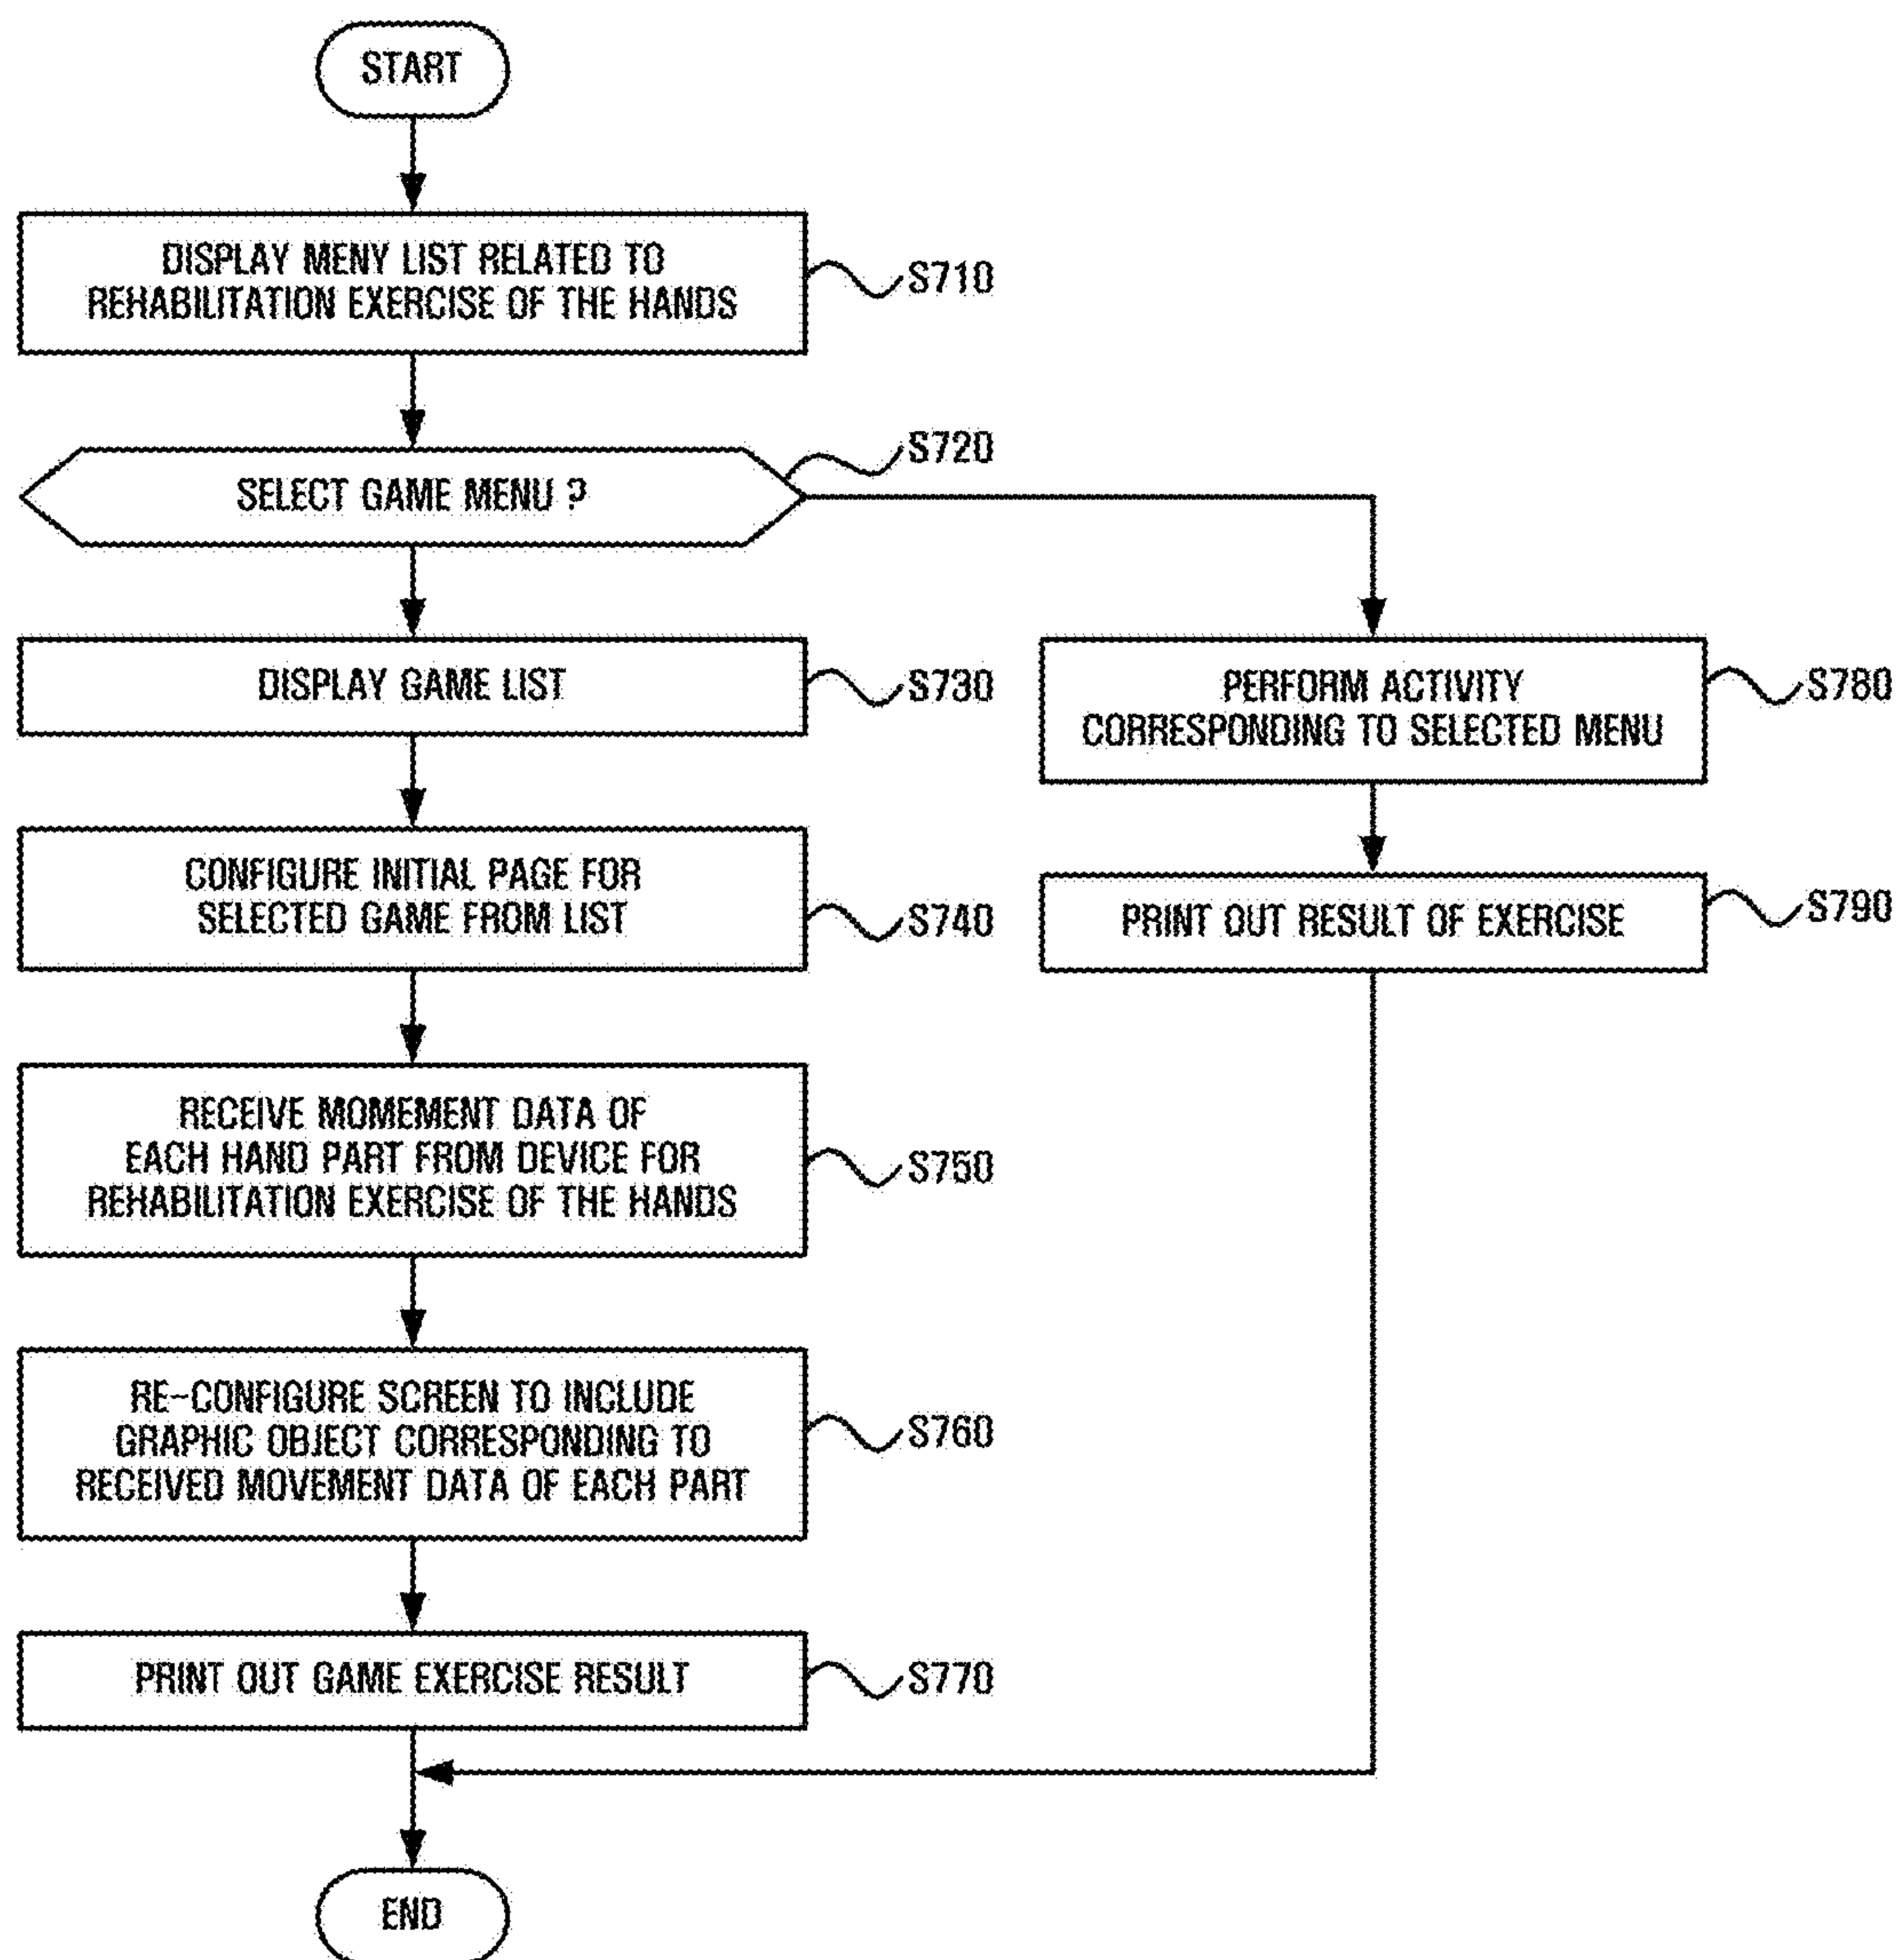 START
DISPLAY MENY LIST RELATED TO
REHABILITATION EXERCISE OF THE HANDS
S710
SELECT GAME MENU ?
S720
DISPLAY GAME LIST
S730
CONFIGURE INITIAL PAGE FOR
SELECTED GAME FROM LIST
S740
RECEIVE MOMEMENT DATA OF
EACH HAND PART FROM DEVICE FOR
REHABILITATION EXERCISE OF THE HANDS
S750
RE-CONFIGURE SCREEN TO INCLUDE
GRAPHIC OBJECT CORRESPONDING TO
RECEIVED MOVEMENT DATA OF EACH PART
S760
PRINT OUT GAME EXERCISE RESULT
S770
PERFORM ACTIVITY
CORRESPONDING TO SELECTED MENU
S780
PRINT OUT RESULT OF EXERCISE
S790
END